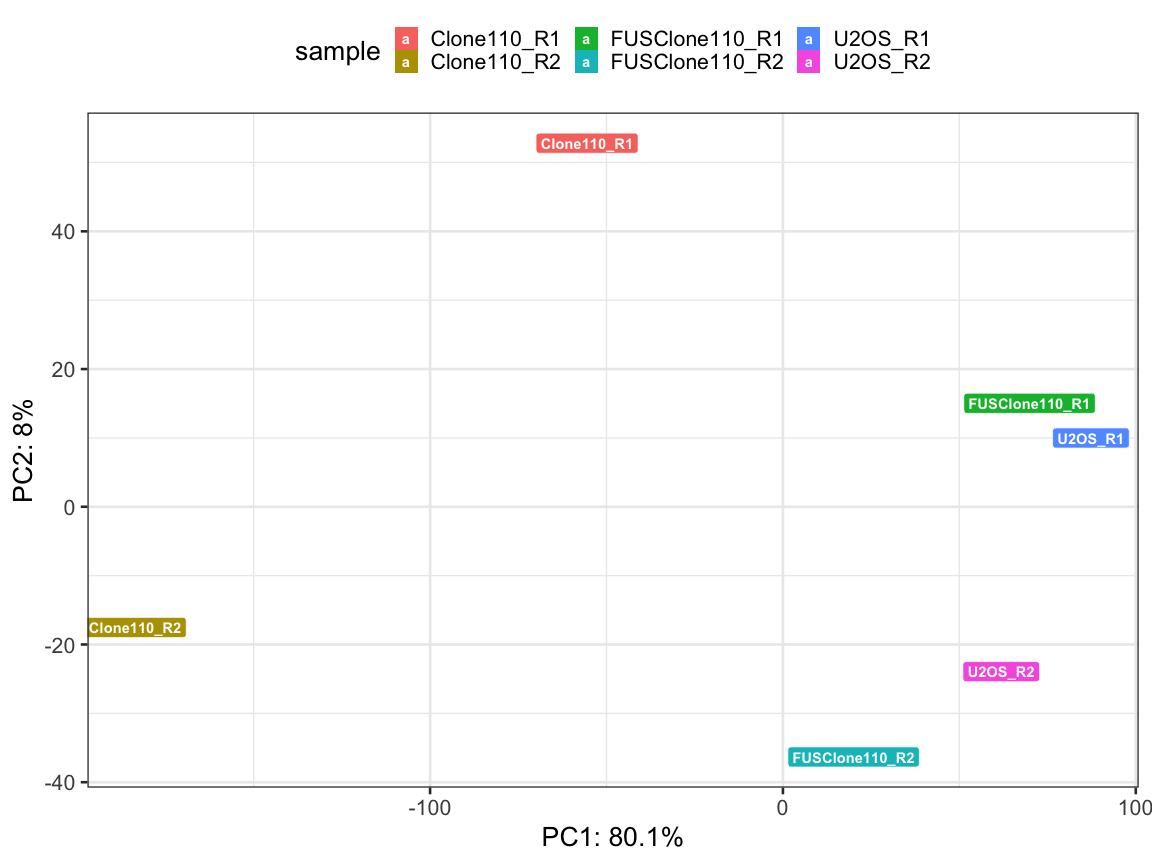 sample a Clone110_R1 a FUSClone110_R1 a U2OS_R1
a Clone110_R2 a FUSClone110_R2 a U2OS_R2
Clone110_R1
40
20
FUSClone110_R1
U2OS_R1
PC2: 8%
0
Clone110_R2
-20
U2OS_R2
FUSClone110_R2
-40
-100 0 100
PC1: 80.1%